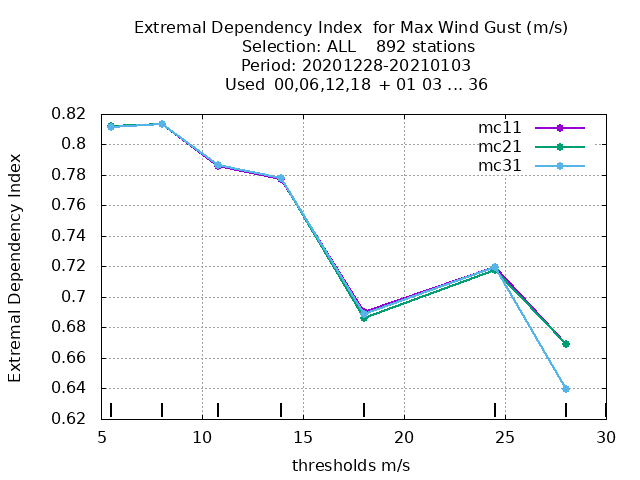 Extremal Dependency Index  for Max Wind Gust (m/s)
Selection: ALL    892 stations
Period: 20201228-20210103
Used  00,06,12,18  + 01 03 ... 36
0.82
0.8
0.78
0.76
0.74
0.72
0.7
0.68
0.66
0.64
0.62
Extremal Dependency Index
mc11
mc21
mc31
5 10 15 20 25 30
thresholds m/s